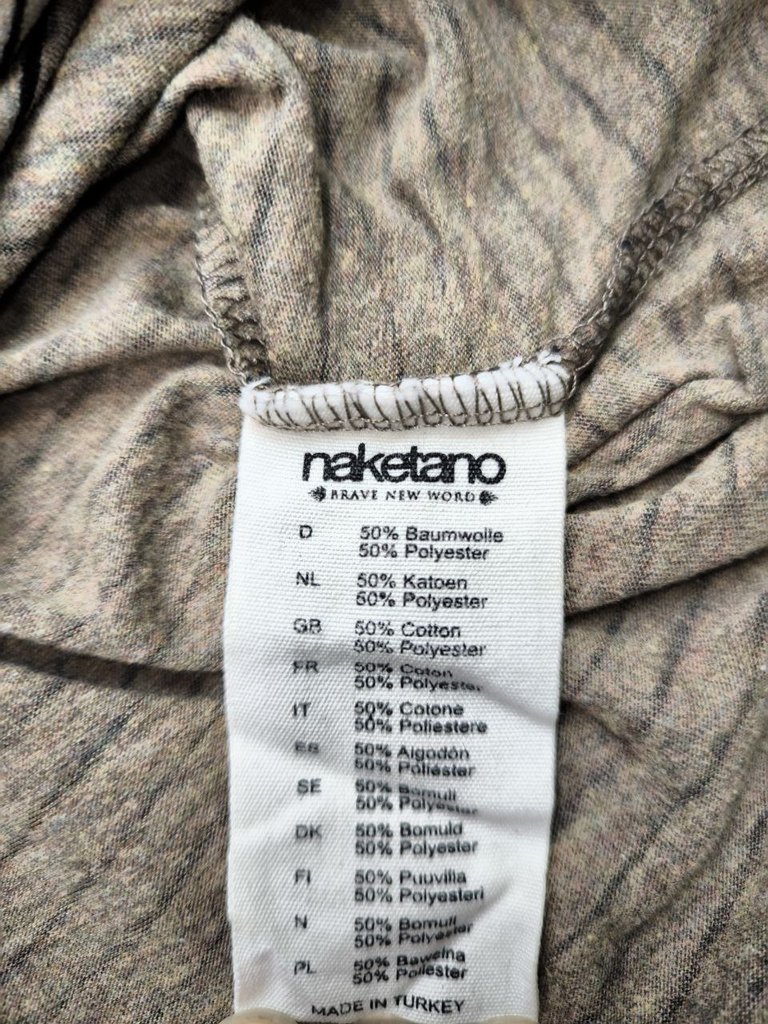 naketano
BRAVE NEW WORD
D 50% Baumwolle
50% Polyester
NL 50% Katoen
50% Polyester
GB 50% Cotton
50% Polyester
FR 50% Coton
50% Polyester
IT 50% Cotone
50% Poliestere
ES 50% Algodón
50% Poliéster
SE 50% Bomull
50% Polyester
DK 50% Bomuld
50% Polyester
FI 50% Puuvilla
50% Polyesteri
N 50% Bomull
50% Polyester
PL 50% Bawelna
50% Poliester
MADE IN TURKEY